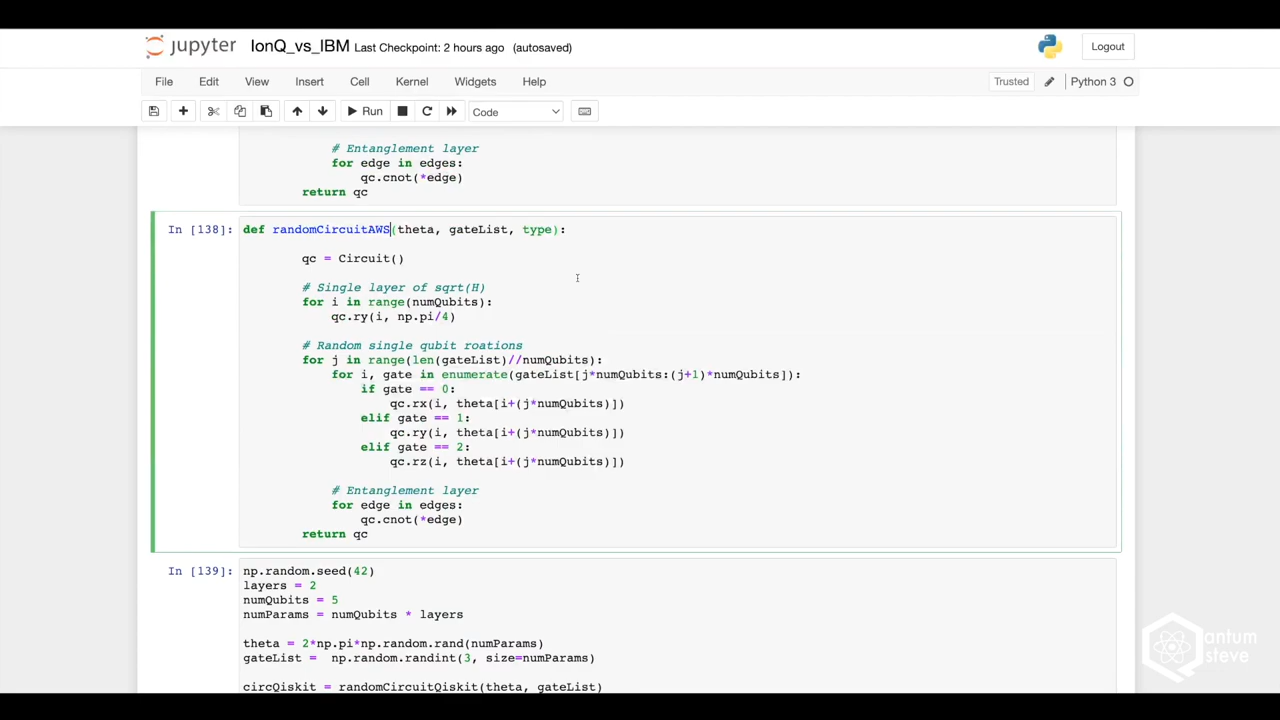 jupyter IonQ_vs_IBM Last Checkpoint: 2 hours ago (autosaved) Logout
File Edit View Insert Cell Kernel Widgets Help Trusted Python 3
Run Code
# Entanglement layer
for edge in edges:
qc.cnot(*edge)
return qc
In [138]: def randomCircuitAWS(theta, gateList, type):
qc = Circuit()
# Single layer of sqrt(H)
for i in range(numQubits):
qc.ry(i, np.pi/4)
# Random single qubit roations
for j in range(len(gateList)//numQubits):
for i, gate in enumerate(gateList[j*numQubits:(j+1)*numQubits]):
if gate == 0:
qc.rx(i, theta[i+(j*numQubits)])
elif gate == 1:
qc.ry(i, theta[i+(j*numQubits)])
elif gate == 2:
qc.rz(i, theta[i+(j*numQubits)])
# Entanglement layer
for edge in edges:
qc.cnot(*edge)
return qc
In [139]: np.random.seed(42)
layers = 2
numQubits = 5
numParams = numQubits * layers
theta = 2*np.pi*np.random.rand(numParams)
gateList =  np.random.randint(3, size=numParams)
circQiskit = randomCircuitQiskit(theta, gateList)
antum
steve